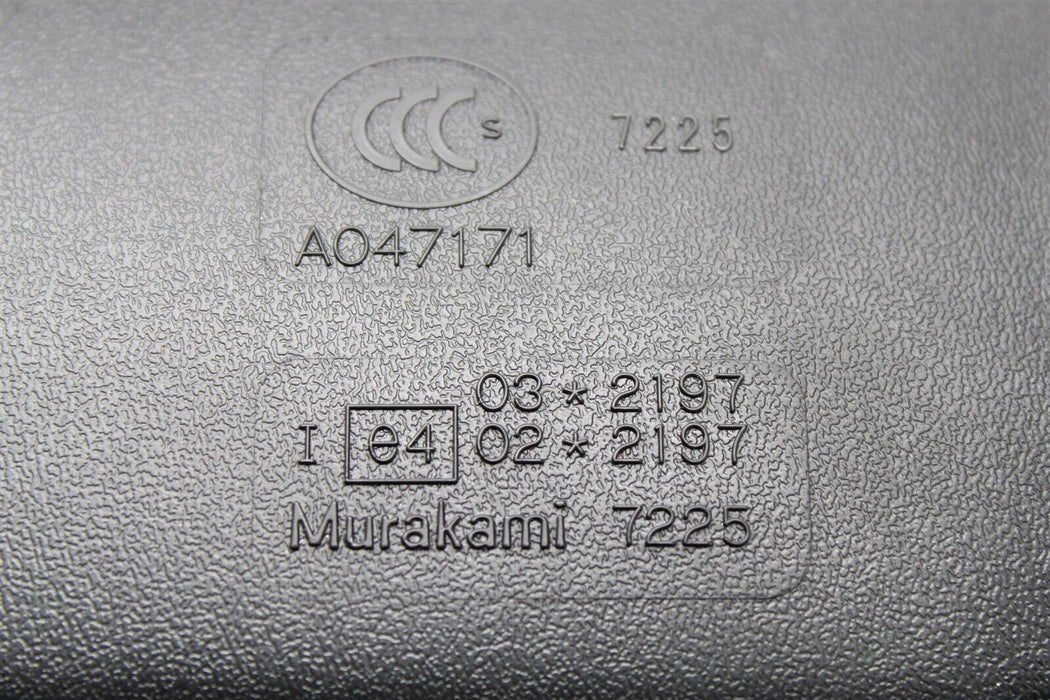 CCC S 7225
A047171
03 * 2197
I e4 02 * 2197
Murakami 7225